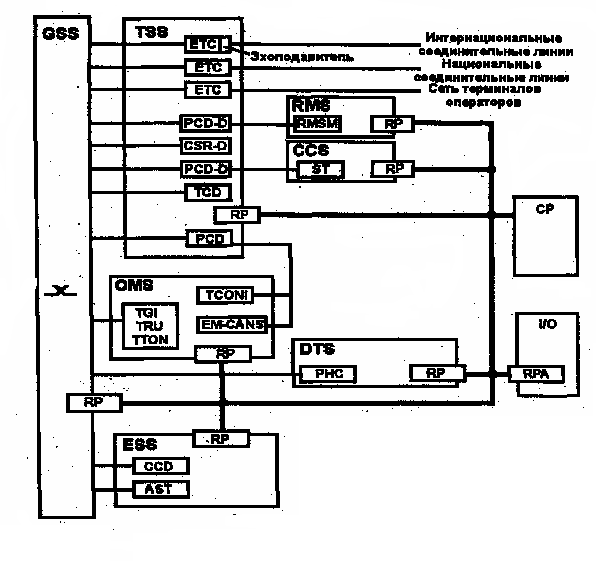 GSS
TSS
ETC
Эхоподавитель
Интернациональные
соединительные линии
ETC
Национальные
соединительные линии
ETC
Сеть терминалов
операторов
RMS
PCD-D
RMSM
RP
CSR-D
CCS
PCD-D
ST
RP
TCD
RP
CP
PCD
X
OMS
TCONI
TGI
TRU
TTON
EM-CANS
RP
I/O
DTS
PHC
RP
RPA
RP
RP
ESS
CCD
AST